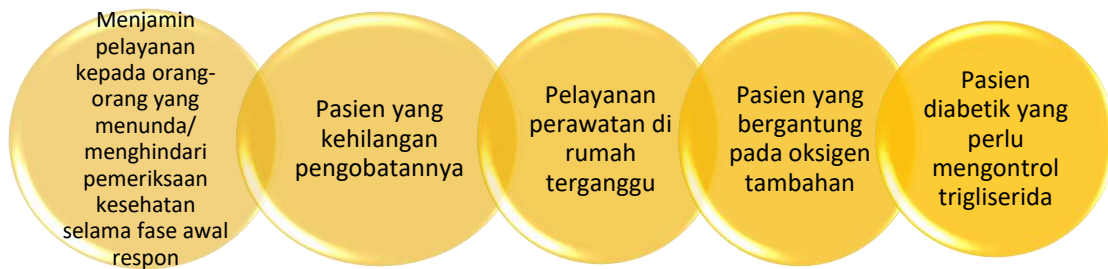 Menjamin
pelayanan
kepada orang-
orang yang
menunda/
menghindari
pemeriksaan
kesehatan
selama fase awal
respon
Pasien yang
kehilangan
pengobatannya
Pelayanan
perawatan di
rumah
terganggu
Pasien yang
bergantung
pada oksigen
tambahan
Pasien
diabetik yang
perlu
mengontrol
trigliserida